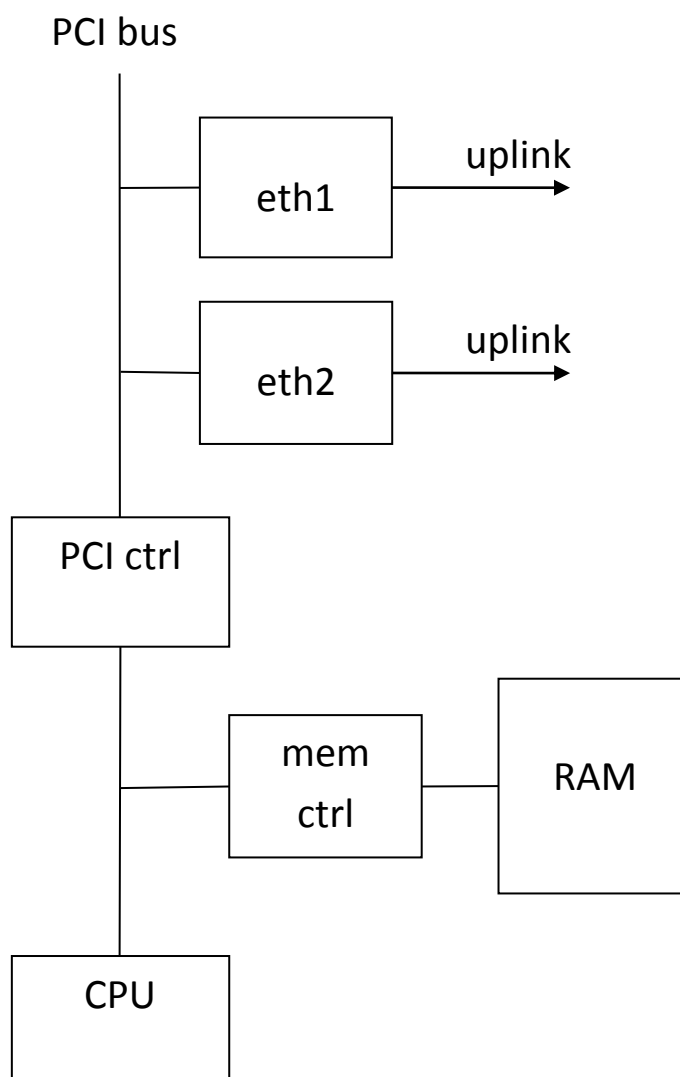 PCI bus
uplink
eth1
uplink
eth2
PCI ctrl
mem
ctrl
RAM
CPU